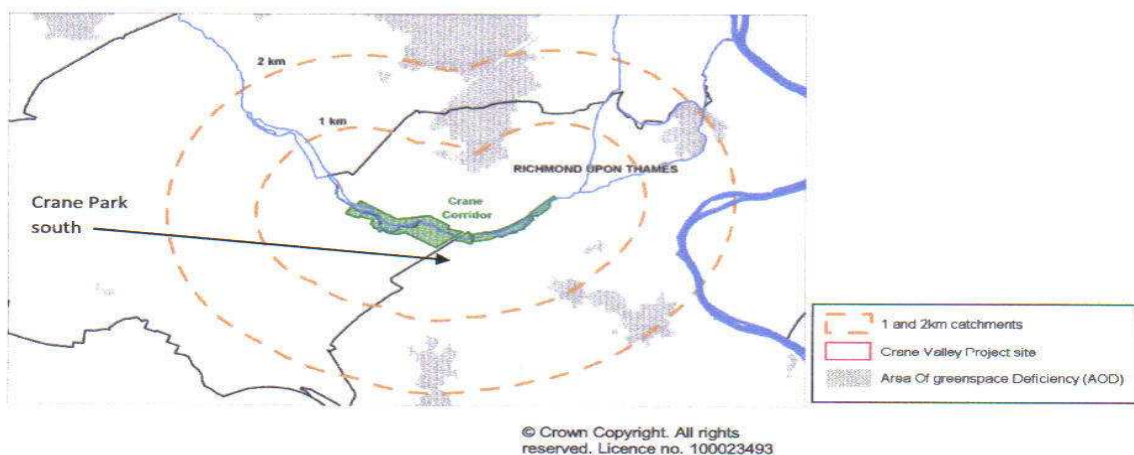 2 km
1 km
RICHMOND UPON THAMES
Crane
Corridor
Crane Park
south
1 and 2km catchments
Crane Valley Project site
Area Of greenspace Deficiency (AOD)
© Crown Copyright. All rights
reserved. Licence no. 100023493